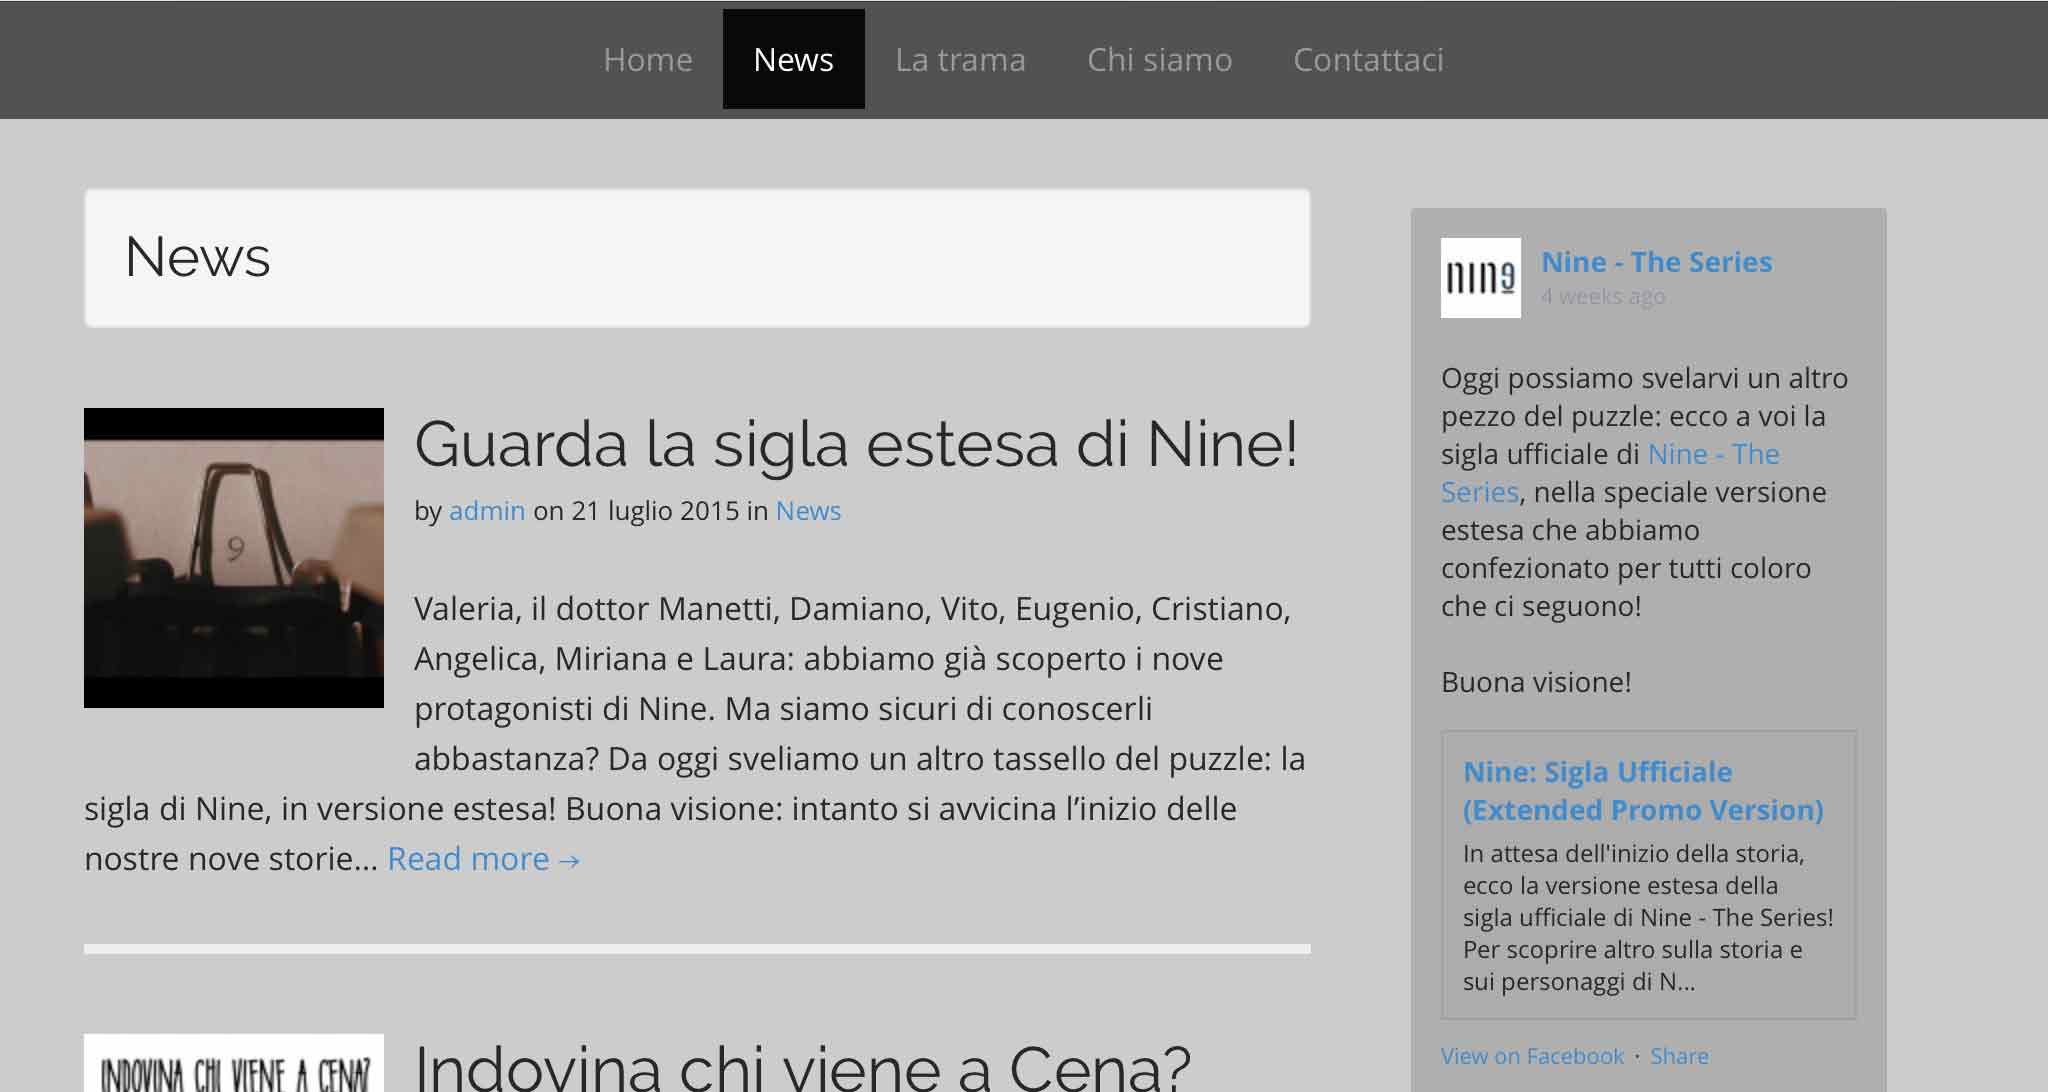 Home News La trama Chi siamo Contattaci
News
9
Guarda la sigla estesa di Nine!
by admin on 21 luglio 2015 in News
Valeria, il dottor Manetti, Damiano, Vito, Eugenio, Cristiano,
Angelica, Miriana e Laura: abbiamo già scoperto i nove
protagonisti di Nine. Ma siamo sicuri di conoscerli
abbastanza? Da oggi sveliamo un altro tassello del puzzle: la
sigla di Nine, in versione estesa! Buona visione: intanto si avvicina l’inizio delle
nostre nove storie... Read more →
INDOVINA CHI VIENE A CENA?
Indovina chi viene a Cena?
nin9
Nine - The Series
4 weeks ago
Oggi possiamo svelarvi un altro
pezzo del puzzle: ecco a voi la
sigla ufficiale di Nine - The
Series, nella speciale versione
estesa che abbiamo
confezionato per tutti coloro
che ci seguono!
Buona visione!
Nine: Sigla Ufficiale
(Extended Promo Version)
In attesa dell'inizio della storia,
ecco la versione estesa della
sigla ufficiale di Nine - The Series!
Per scoprire altro sulla storia e
sui personaggi di N...
View on Facebook · Share